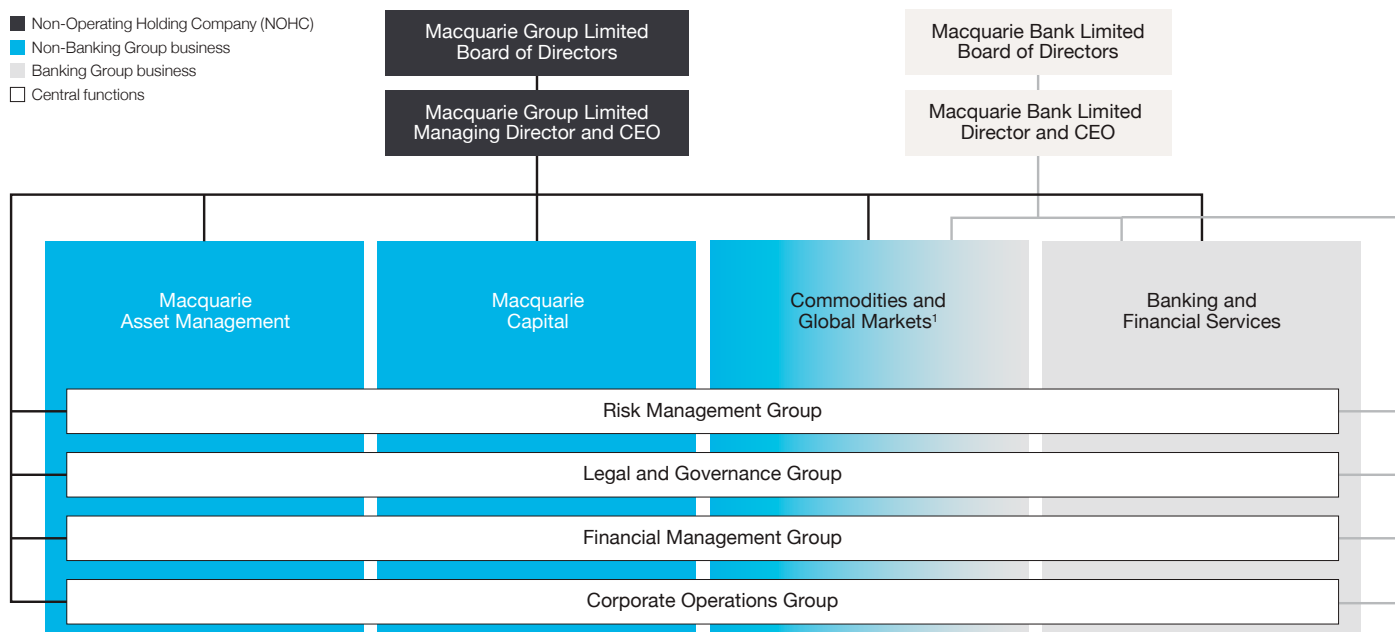 Non-Operating Holding Company (NOHC)
Non-Banking Group business
Banking Group business
Central functions
Macquarie Group Limited
Board of Directors
Macquarie Bank Limited
Board of Directors
Macquarie Group Limited
Managing Director and CEO
Macquarie Bank Limited
Director and CEO
Macquarie
Asset Management
Macquarie
Capital
Commodities and
Global Markets¹
Banking and
Financial Services
Risk Management Group
Legal and Governance Group
Financial Management Group
Corporate Operations Group